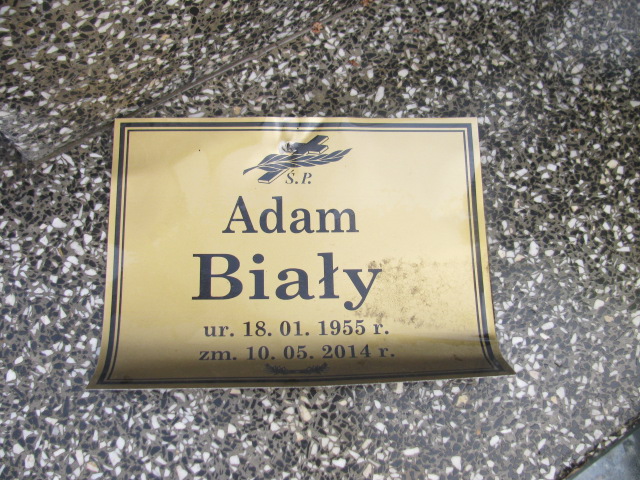 Ś.P.
Adam
Biały
ur. 18. 01. 1955 r.
zm. 10. 05. 2014 r.